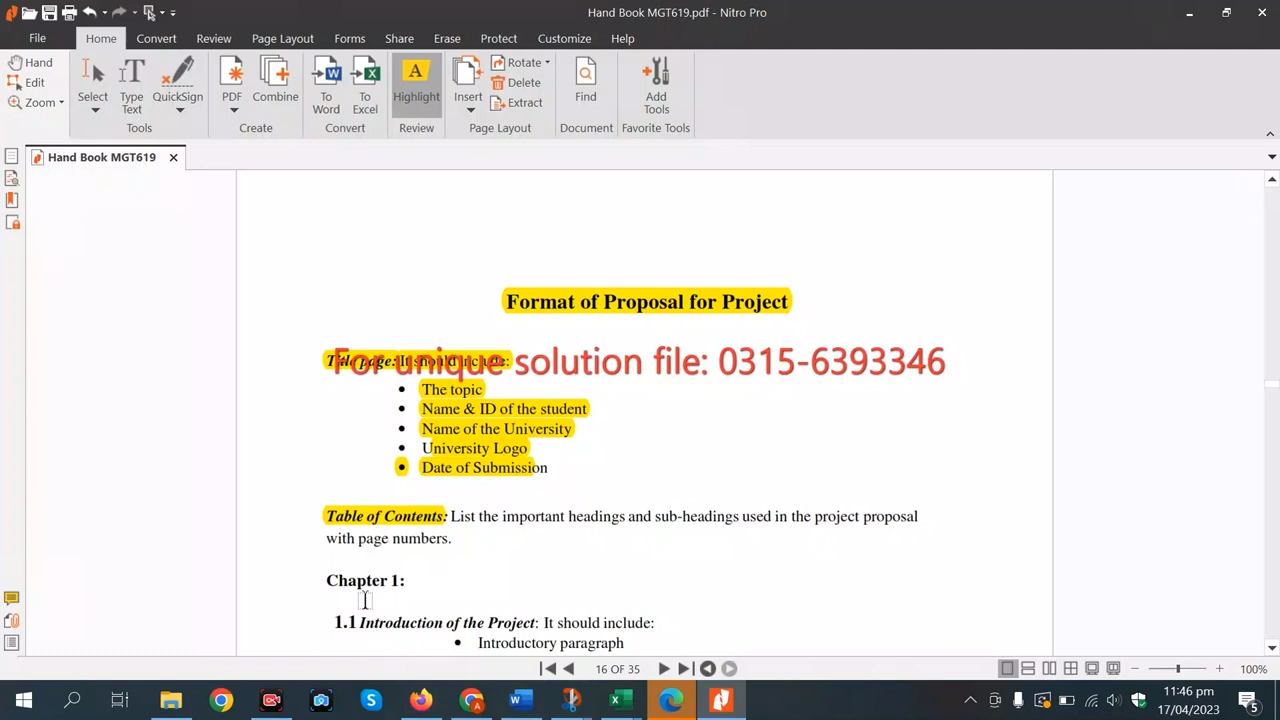 Hand Book MGT619.pdf - Nitro Pro
File Home Convert Review Page Layout Forms Share Erase Protect Customize Help
Hand
Edit
Zoom
Select
Type Text
QuickSign
Tools
PDF
Combine
Create
To Word
To Excel
Convert
A
Highlight
Review
Insert
Rotate
Delete
Extract
Page Layout
Find
Document
Add Tools
Favorite Tools
Hand Book MGT619
Format of Proposal for Project
Title page: It should include:
For unique solution file: 0315-6393346
• The topic
• Name & ID of the student
• Name of the University
• University Logo
• Date of Submission
Table of Contents: List the important headings and sub-headings used in the project proposal
with page numbers.
Chapter 1:
1.1 Introduction of the Project: It should include:
• Introductory paragraph
16 OF 35
100%
11:46 pm
17/04/2023
5